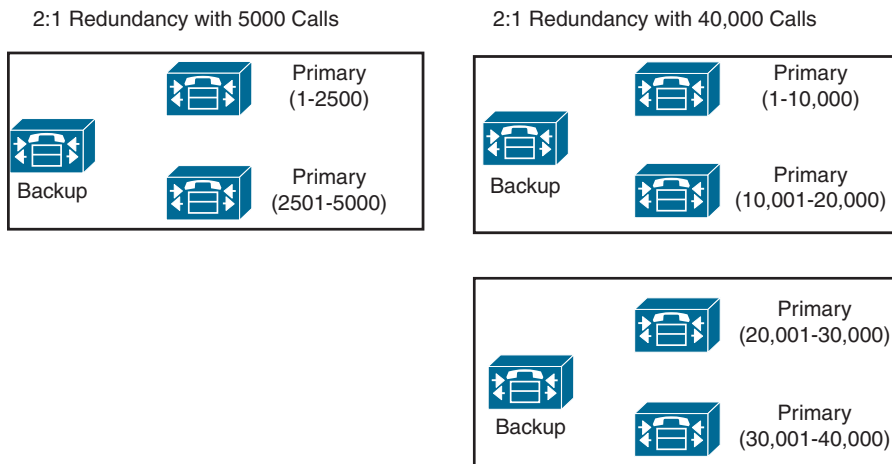 2:1 Redundancy with 5000 Calls
Primary
(1-2500)
Backup
Primary
(2501-5000)
2:1 Redundancy with 40,000 Calls
Primary
(1-10,000)
Backup
Primary
(10,001-20,000)
Primary
(20,001-30,000)
Backup
Primary
(30,001-40,000)